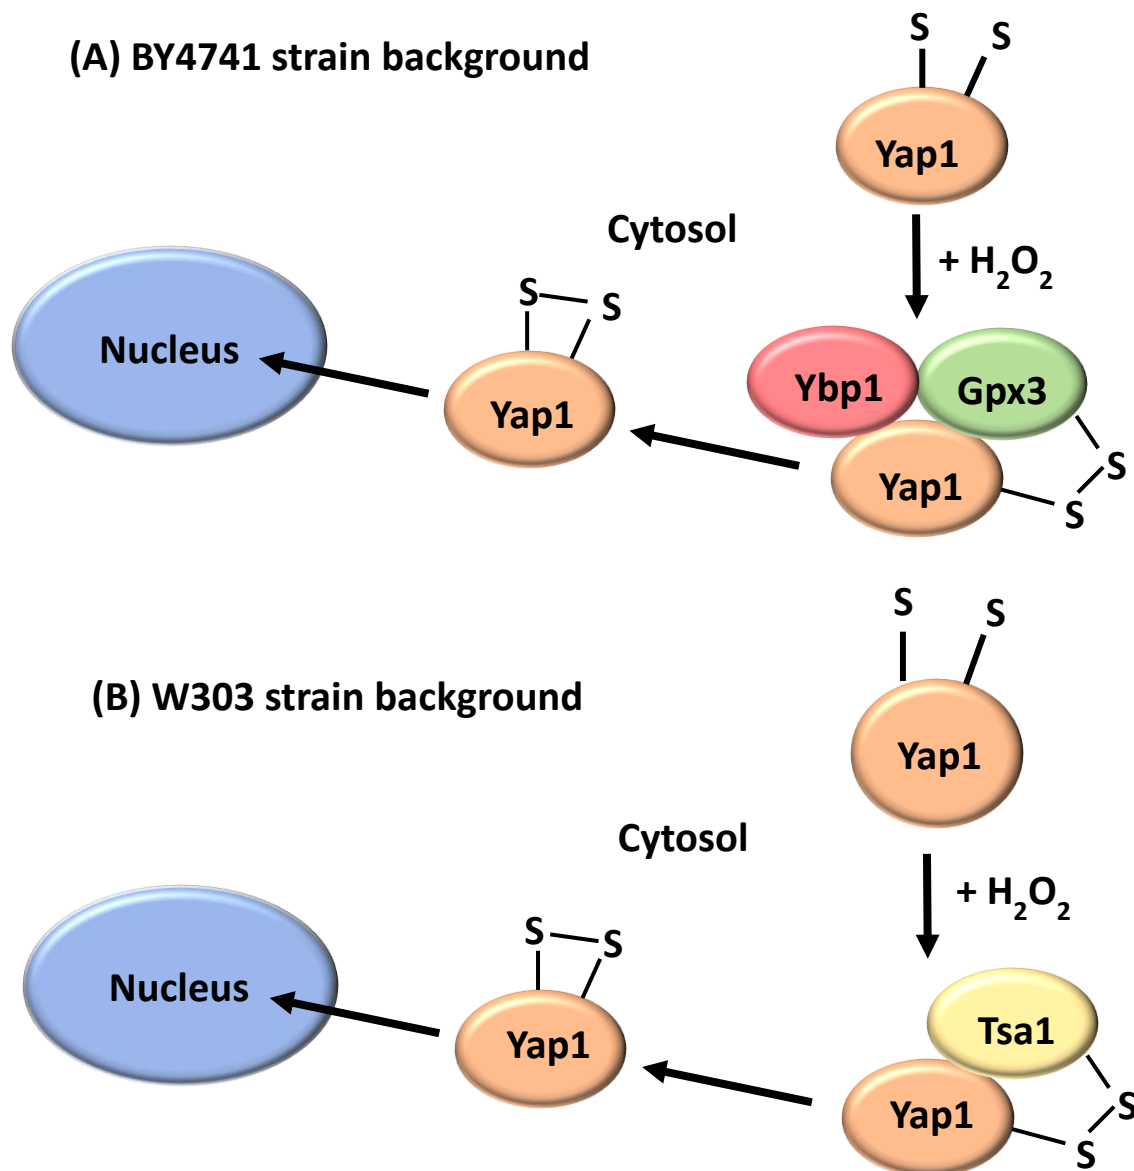 (A) BY4741 strain background
S
S
Yap1
Cytosol
+ H₂O₂
S
S
Nucleus
Ybp1
Gpx3
Yap1
S
Yap1
S
(B) W303 strain background
S
S
Yap1
Cytosol
+ H₂O₂
S
S
Nucleus
Tsa1
Yap1
S
Yap1
S